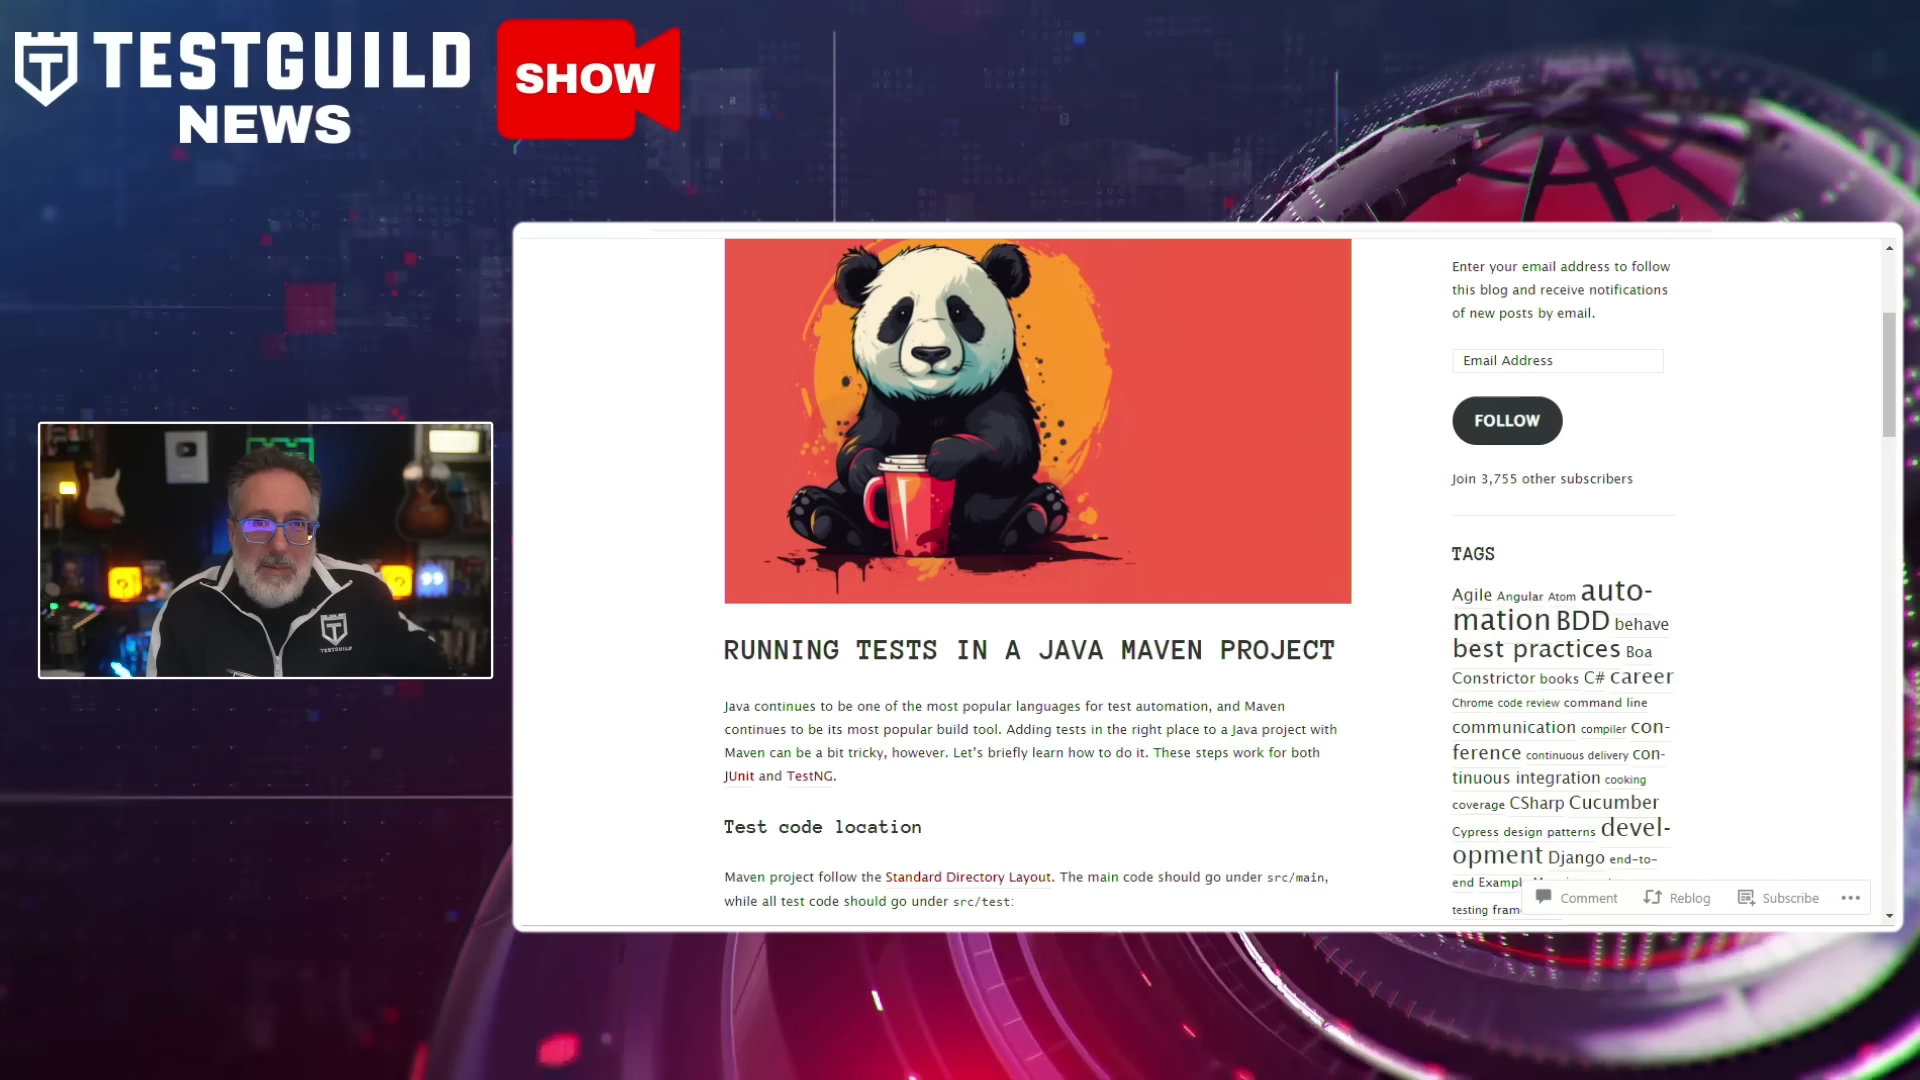 TESTGUILD
NEWS
SHOW
TESTGUILD
RUNNING TESTS IN A JAVA MAVEN PROJECT
Java continues to be one of the most popular languages for test automation, and Maven
continues to be its most popular build tool. Adding tests in the right place to a Java project with
Maven can be a bit tricky, however. Let's briefly learn how to do it. These steps work for both
JUnit and TestNG.
Test code location
Maven project follow the Standard Directory Layout. The main code should go under src/main,
while all test code should go under src/test:
Enter your email address to follow
this blog and receive notifications
of new posts by email.
Email Address
FOLLOW
Join 3,755 other subscribers
TAGS
Agile Angular Atom auto-
mation BDD behave
best practices Boa
Constrictor books C# career
Chrome code review command line
communication compiler con-
ference continuous delivery con-
tinuous integration cooking
coverage CSharp Cucumber
Cypress design patterns devel-
opment Django end-to-
end
testing
Comment Reblog Subscribe